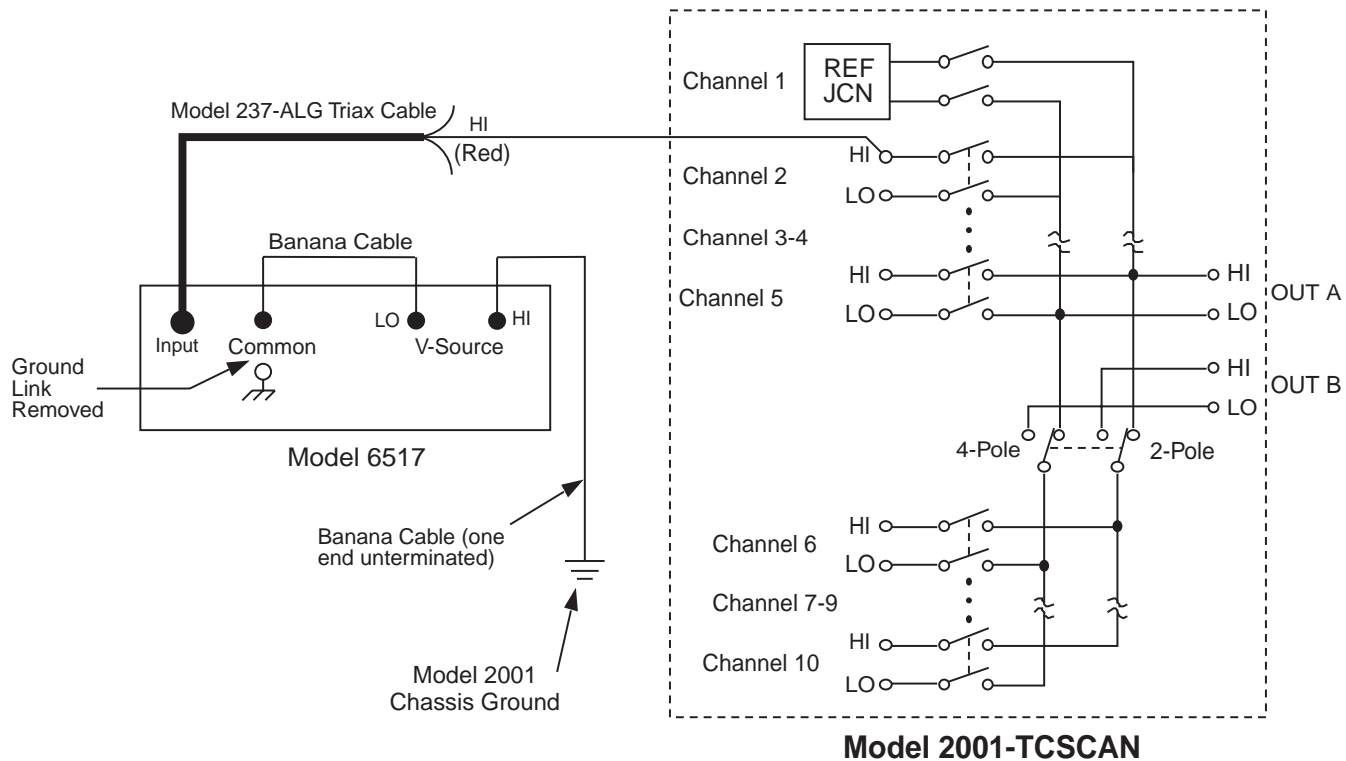 Channel 1
REF
JCN
Model 237-ALG Triax Cable
HI
(Red)
Channel 2
HI
LO
Channel 3-4
Channel 5
HI
LO
HI
LO
OUT A
HI
LO
OUT B
4-Pole
2-Pole
Banana Cable
Input
Common
LO
HI
V-Source
Ground
Link
Removed
Model 6517
Banana Cable (one
end unterminated)
Model 2001
Chassis Ground
Channel 6
HI
LO
Channel 7-9
Channel 10
HI
LO
Model 2001-TCSCAN